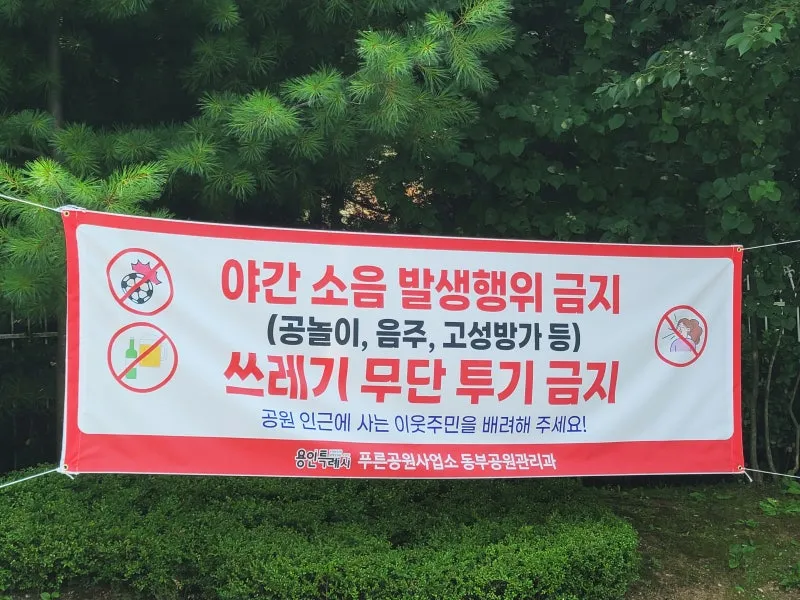 야간 소음 발생행위 금지
(공놀이, 음주, 고성방가 등)
쓰레기 무단 투기 금지
공원 인근에 사는 이웃주민을 배려해 주세요!
용인특례시 푸른공원사업소 동부공원관리과